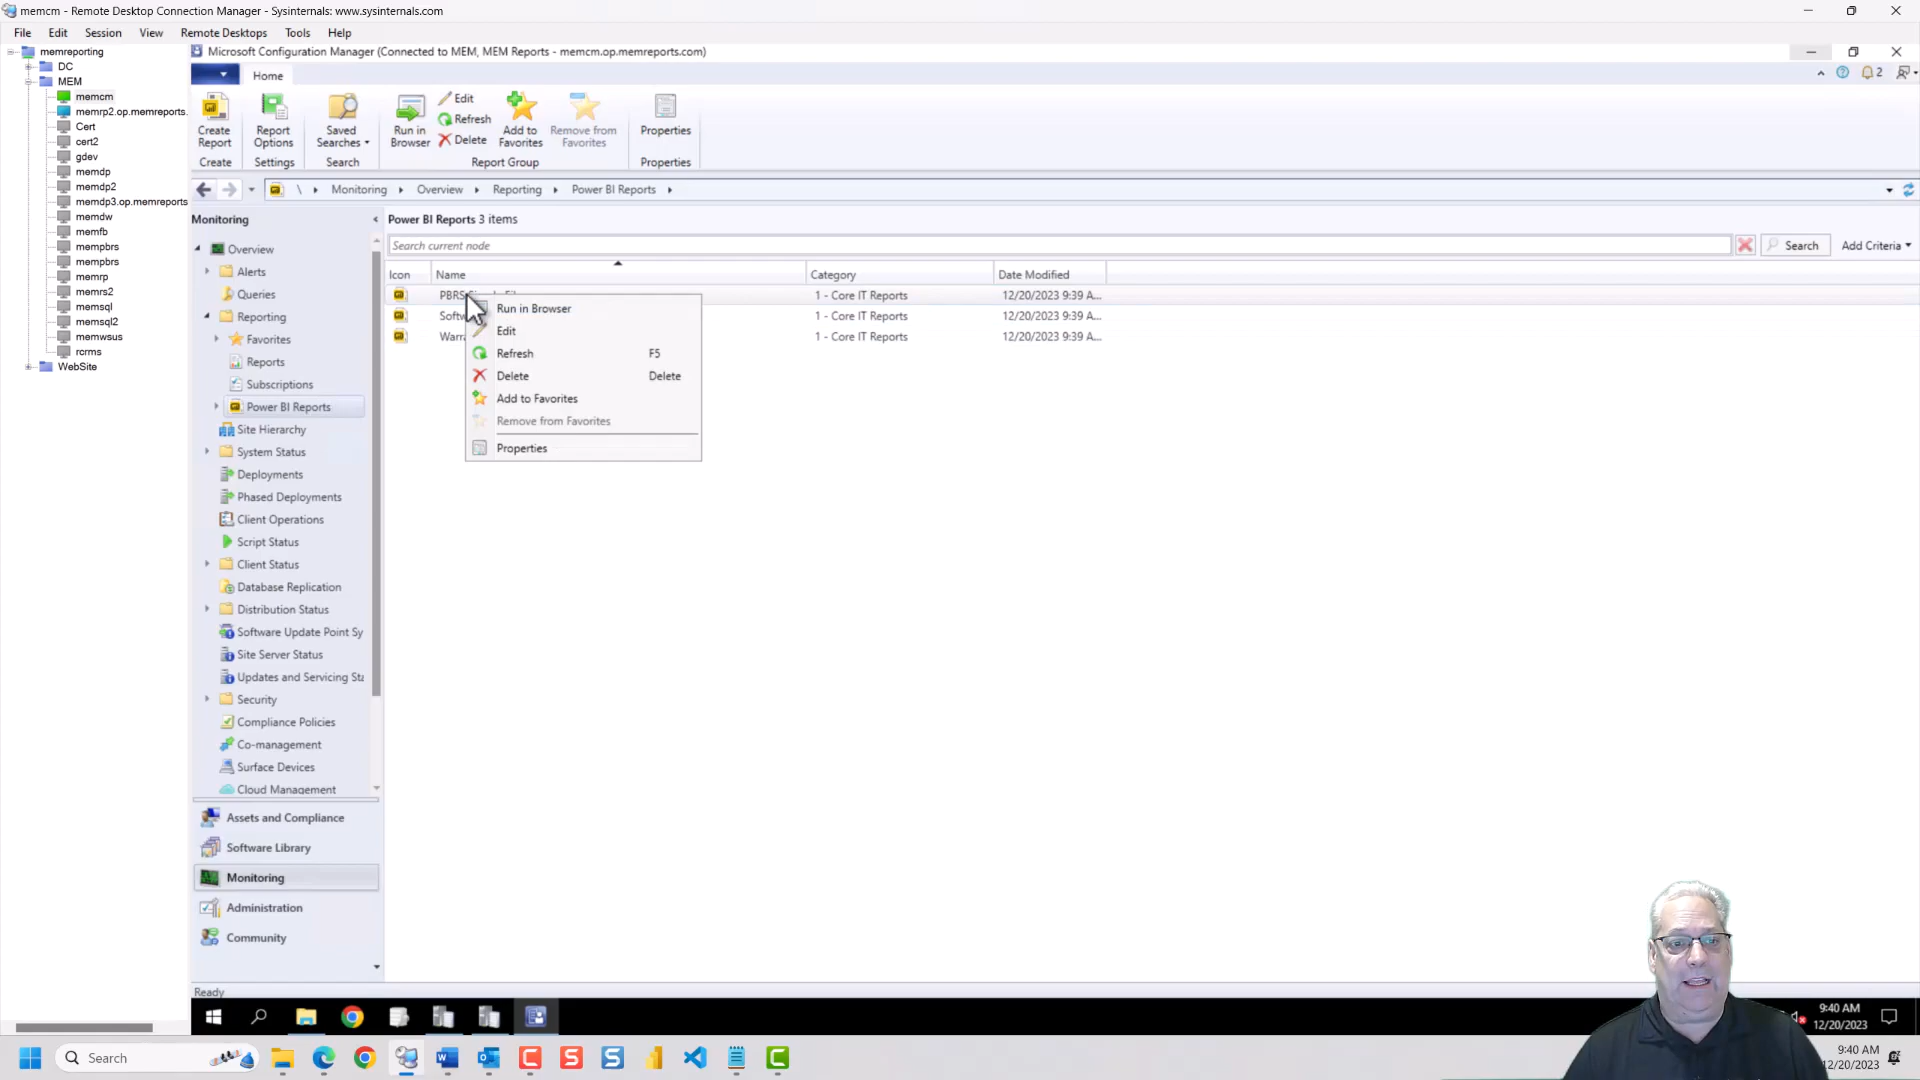 memcm - Remote Desktop Connection Manager - Sysinternals: www.sysinternals.com
File Edit Session View Remote Desktops Tools Help
memreporting
DC
MEM
memcm
memrp2.op.memreports.
Cert
cert2
gdev
memdp
memdp2
memdp3.op.memreports
memdw
memfb
mempbrs
mempbrs
memrp
memrs2
memsql
memsql2
memwsus
rcrms
WebSite
Microsoft Configuration Manager (Connected to MEM, MEM Reports - memcm.op.memreports.com)
Home
2
Create Report
Report Options
Saved Searches
Run in Browser
Edit
Refresh
Delete
Add to Favorites
Remove from Favorites
Properties
Create
Settings
Search
Report Group
Properties
\ Monitoring Overview Reporting Power BI Reports
Monitoring
Overview
Alerts
Queries
Reporting
Favorites
Reports
Subscriptions
Power BI Reports
Site Hierarchy
System Status
Deployments
Phased Deployments
Client Operations
Script Status
Client Status
Database Replication
Distribution Status
Software Update Point Sy
Site Server Status
Updates and Servicing Sta
Security
Compliance Policies
Co-management
Surface Devices
Cloud Management
Assets and Compliance
Software Library
Monitoring
Administration
Community
Power BI Reports 3 items
Search current node
Search Add Criteria
Icon Name Category Date Modified
PBRS 1 - Core IT Reports 12/20/2023 9:39 A...
Softw 1 - Core IT Reports 12/20/2023 9:39 A...
Warra 1 - Core IT Reports 12/20/2023 9:39 A...
Run in Browser
Edit
Refresh F5
Delete Delete
Add to Favorites
Remove from Favorites
Properties
Ready
9:40 AM
12/20/2023
Search
9:40 AM
12/20/2023